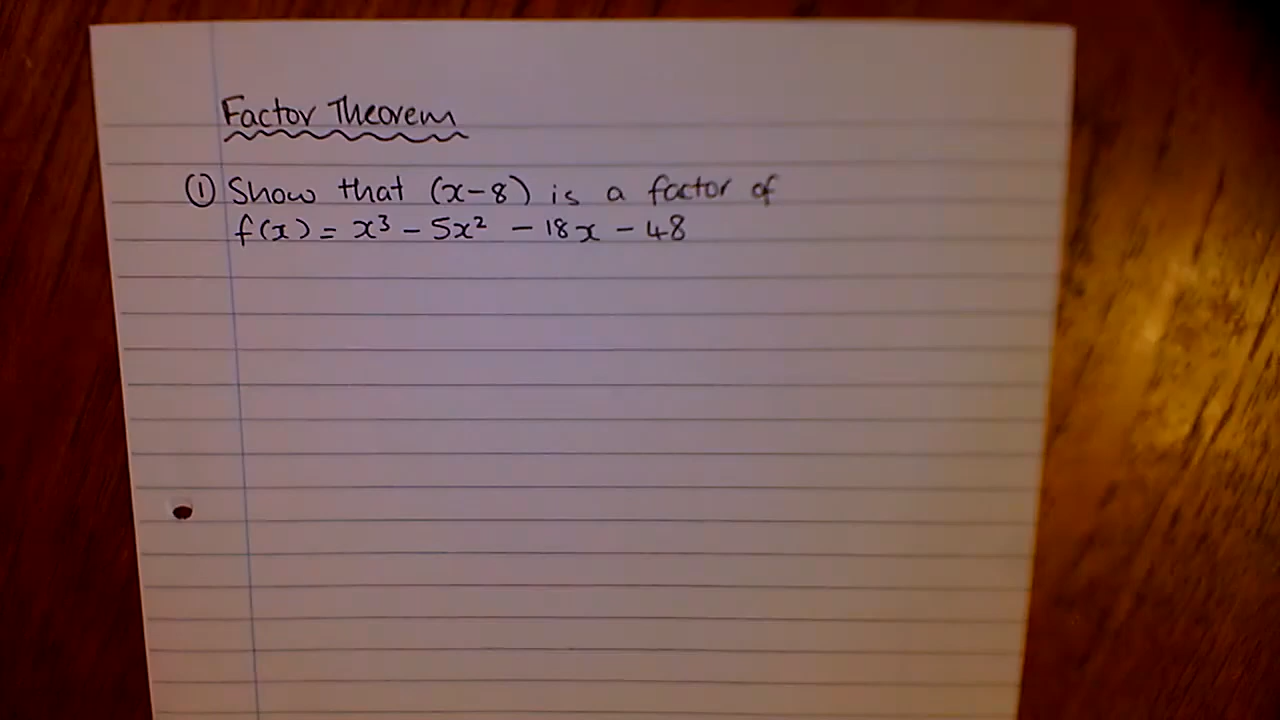 Factor Theorem
① Show that (x-8) is a factor of
f(x) = x³ - 5x² - 18x - 48